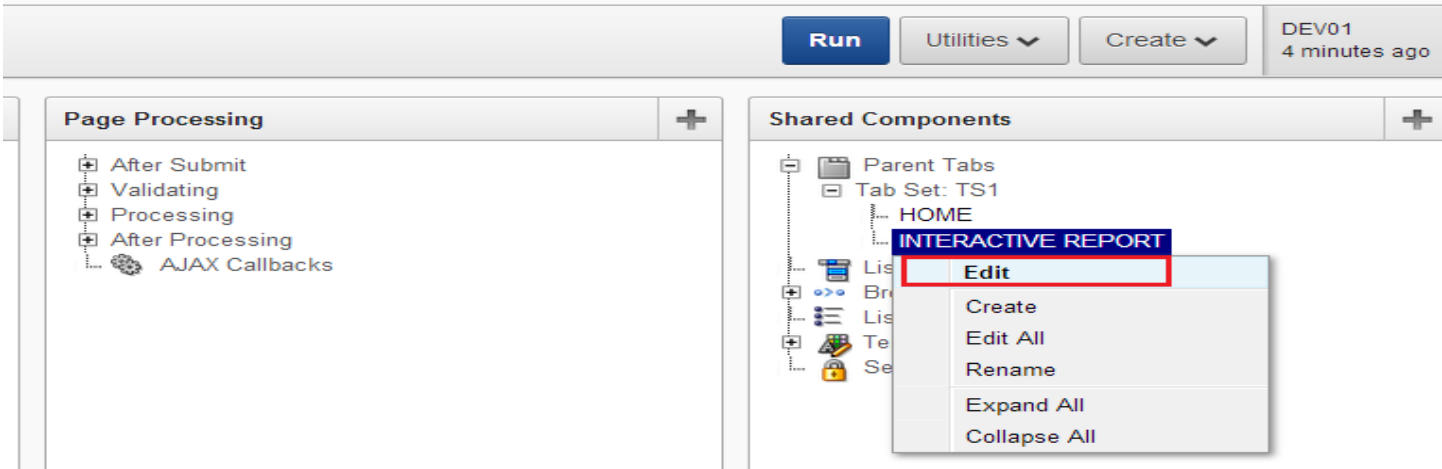 Run
Utilities
Create
DEV01
4 minutes ago
Page Processing
After Submit
Validating
Processing
After Processing
AJAX Callbacks
Shared Components
Parent Tabs
Tab Set: TS1
HOME
INTERACTIVE REPORT
Edit
Create
Edit All
Rename
Expand All
Collapse All